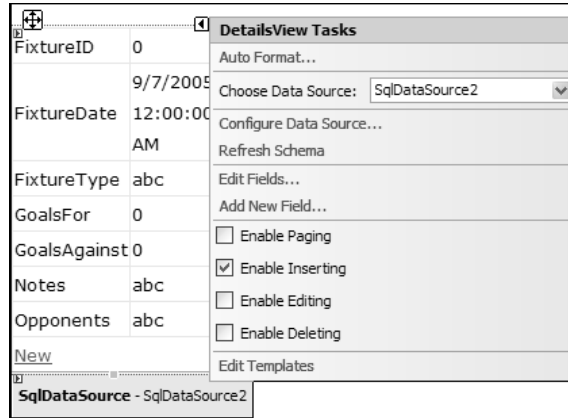 FixtureID 0
FixtureDate 9/7/2005 12:00:00 AM
FixtureType abc
GoalsFor 0
GoalsAgainst 0
Notes abc
Opponents abc
New
SqlDataSource - SqlDataSource2
DetailsView Tasks
Auto Format...
Choose Data Source: SqlDataSource2
Configure Data Source...
Refresh Schema
Edit Fields...
Add New Field...
Enable Paging
Enable Inserting
Enable Editing
Enable Deleting
Edit Templates